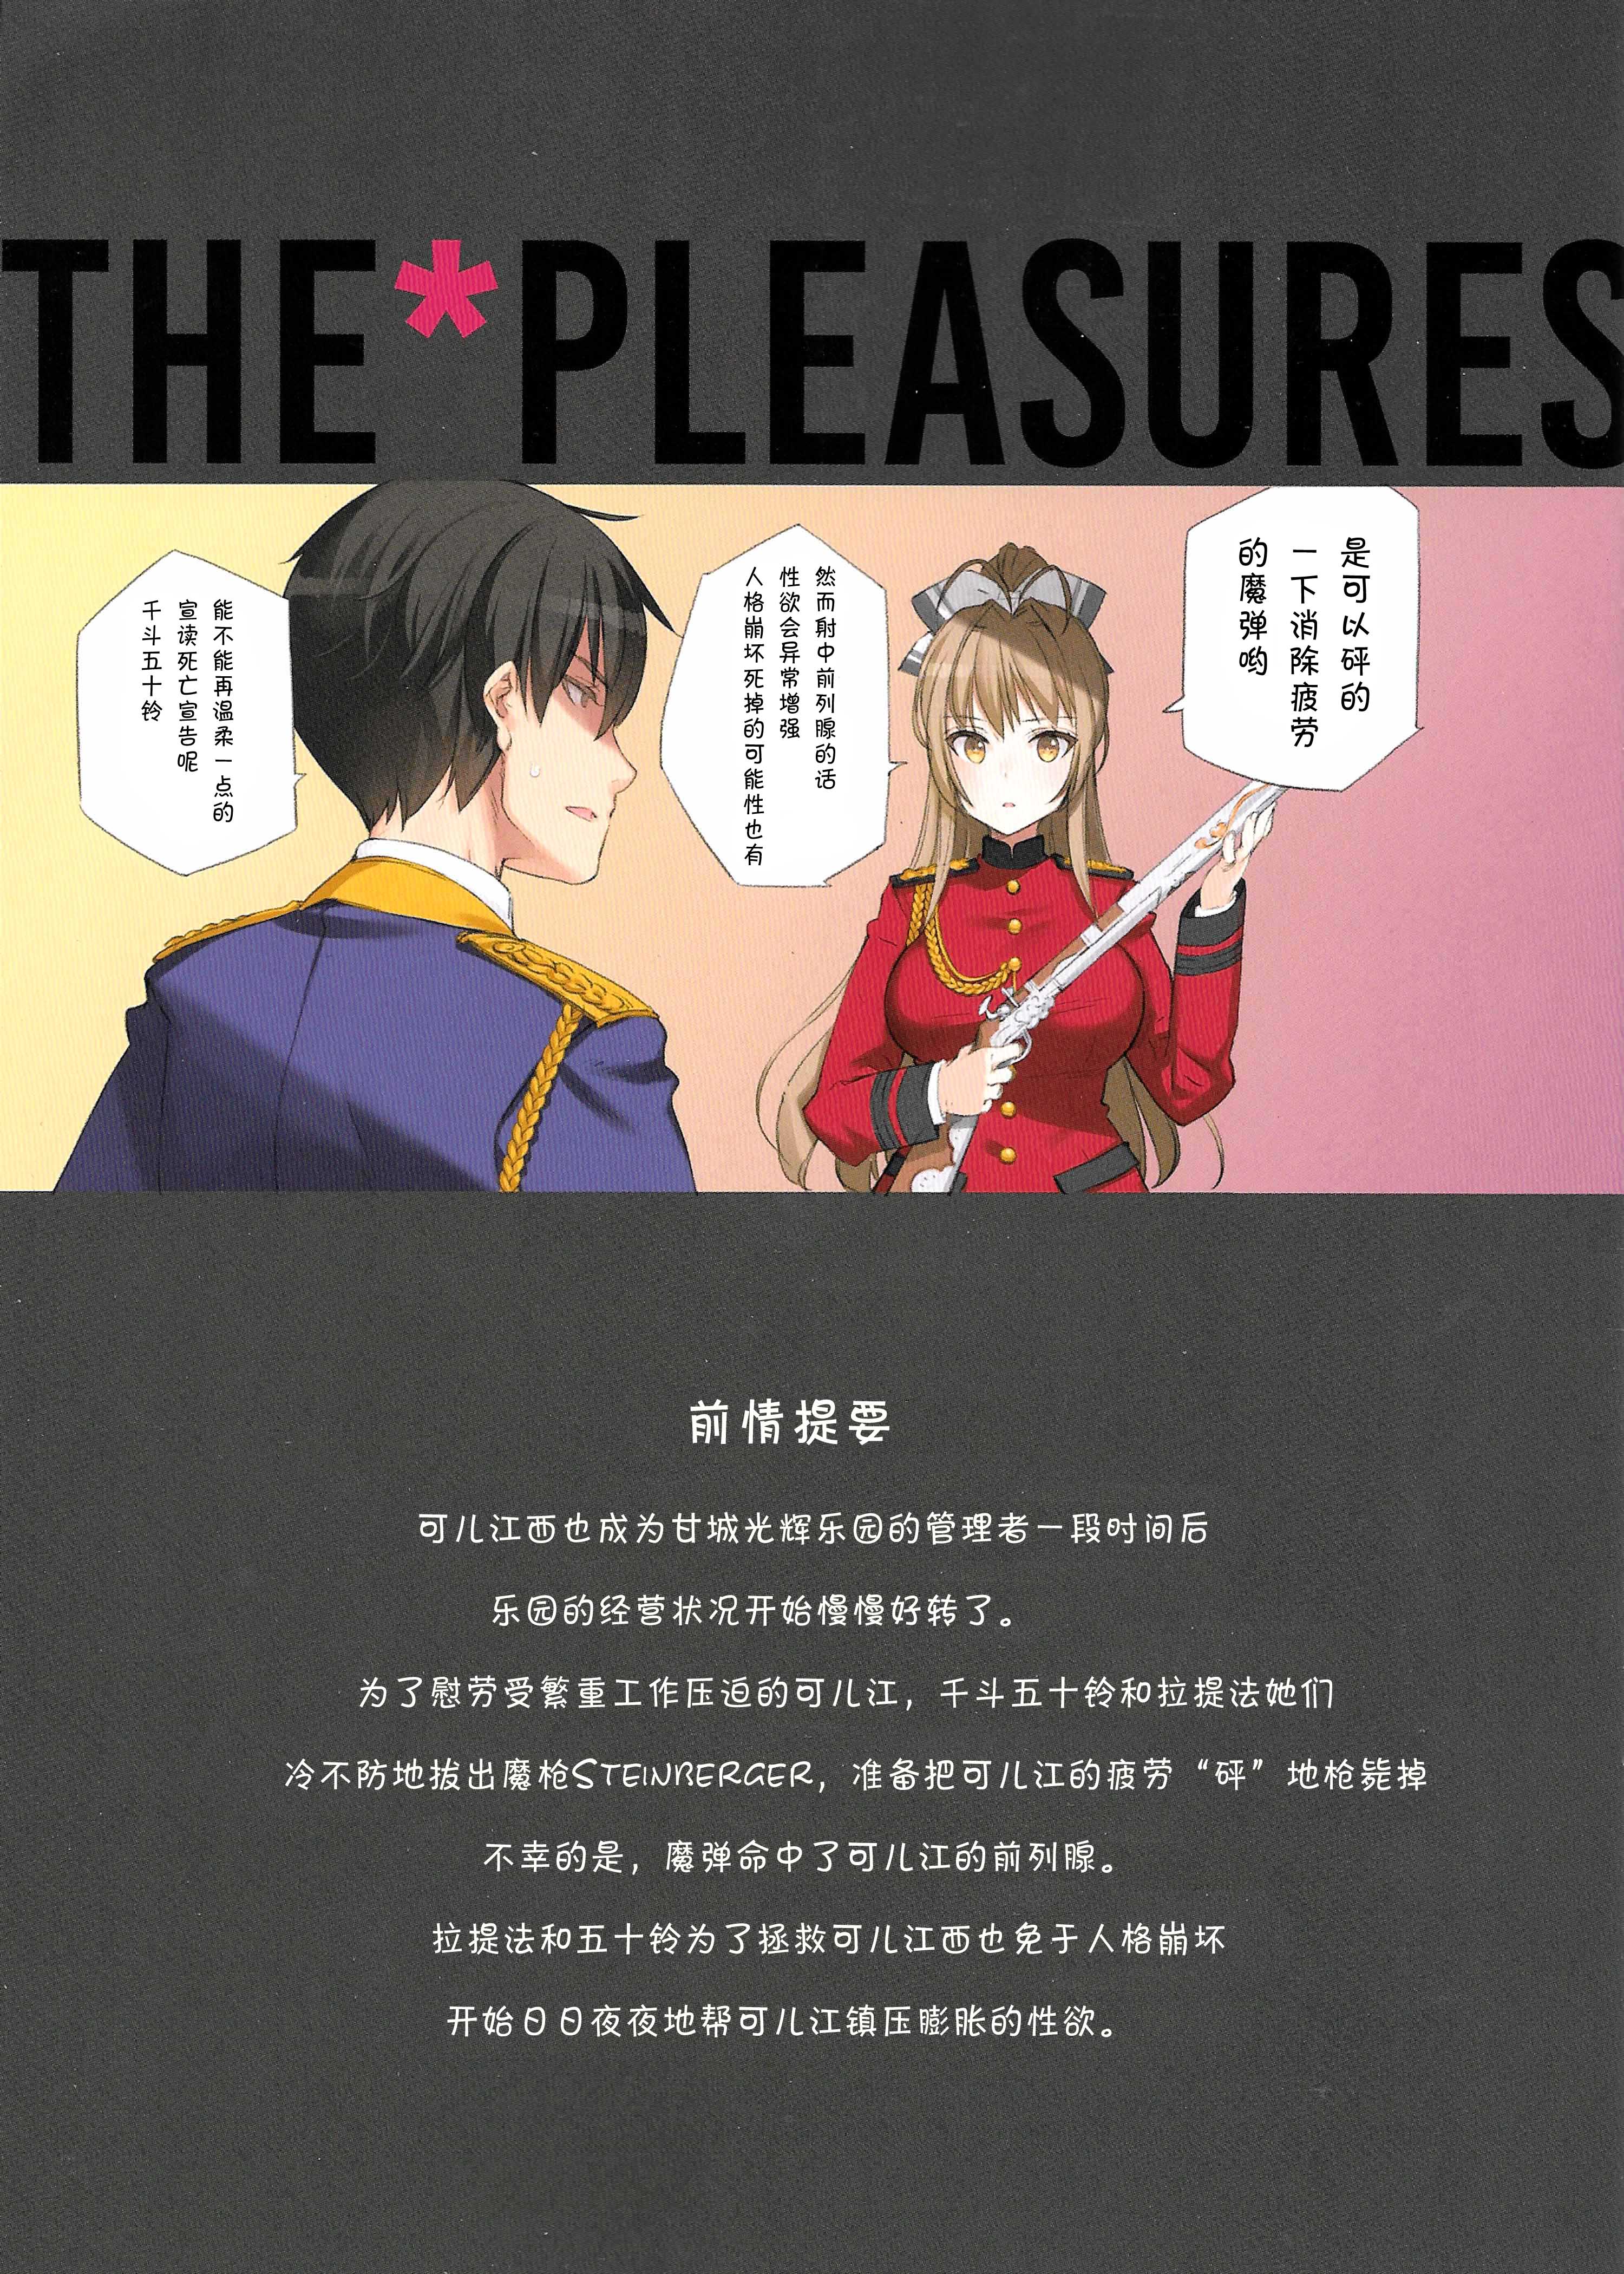 THE*PLEASURES
是可以砰的
一下消除疲劳
的魔弹哟
然而射中前列腺的话
性欲会异常增强
人格崩坏死掉的可能性也有
能不能再温柔一点的
宣读死亡宣告呢
千斗五十铃
前情提要
可儿江西也成为甘城光辉乐园的管理者一段时间后
乐园的经营状况开始慢慢好转了。
为了慰劳受繁重工作压迫的可儿江，千斗五十铃和拉提法她们
冷不防地拔出魔枪STEINBERGER，准备把可儿江的疲劳“砰”地枪毙掉
不幸的是，魔弹命中了可儿江的前列腺。
拉提法和五十铃为了拯救可儿江西也免于人格崩坏
开始日日夜夜地帮可儿江镇压膨胀的性欲。